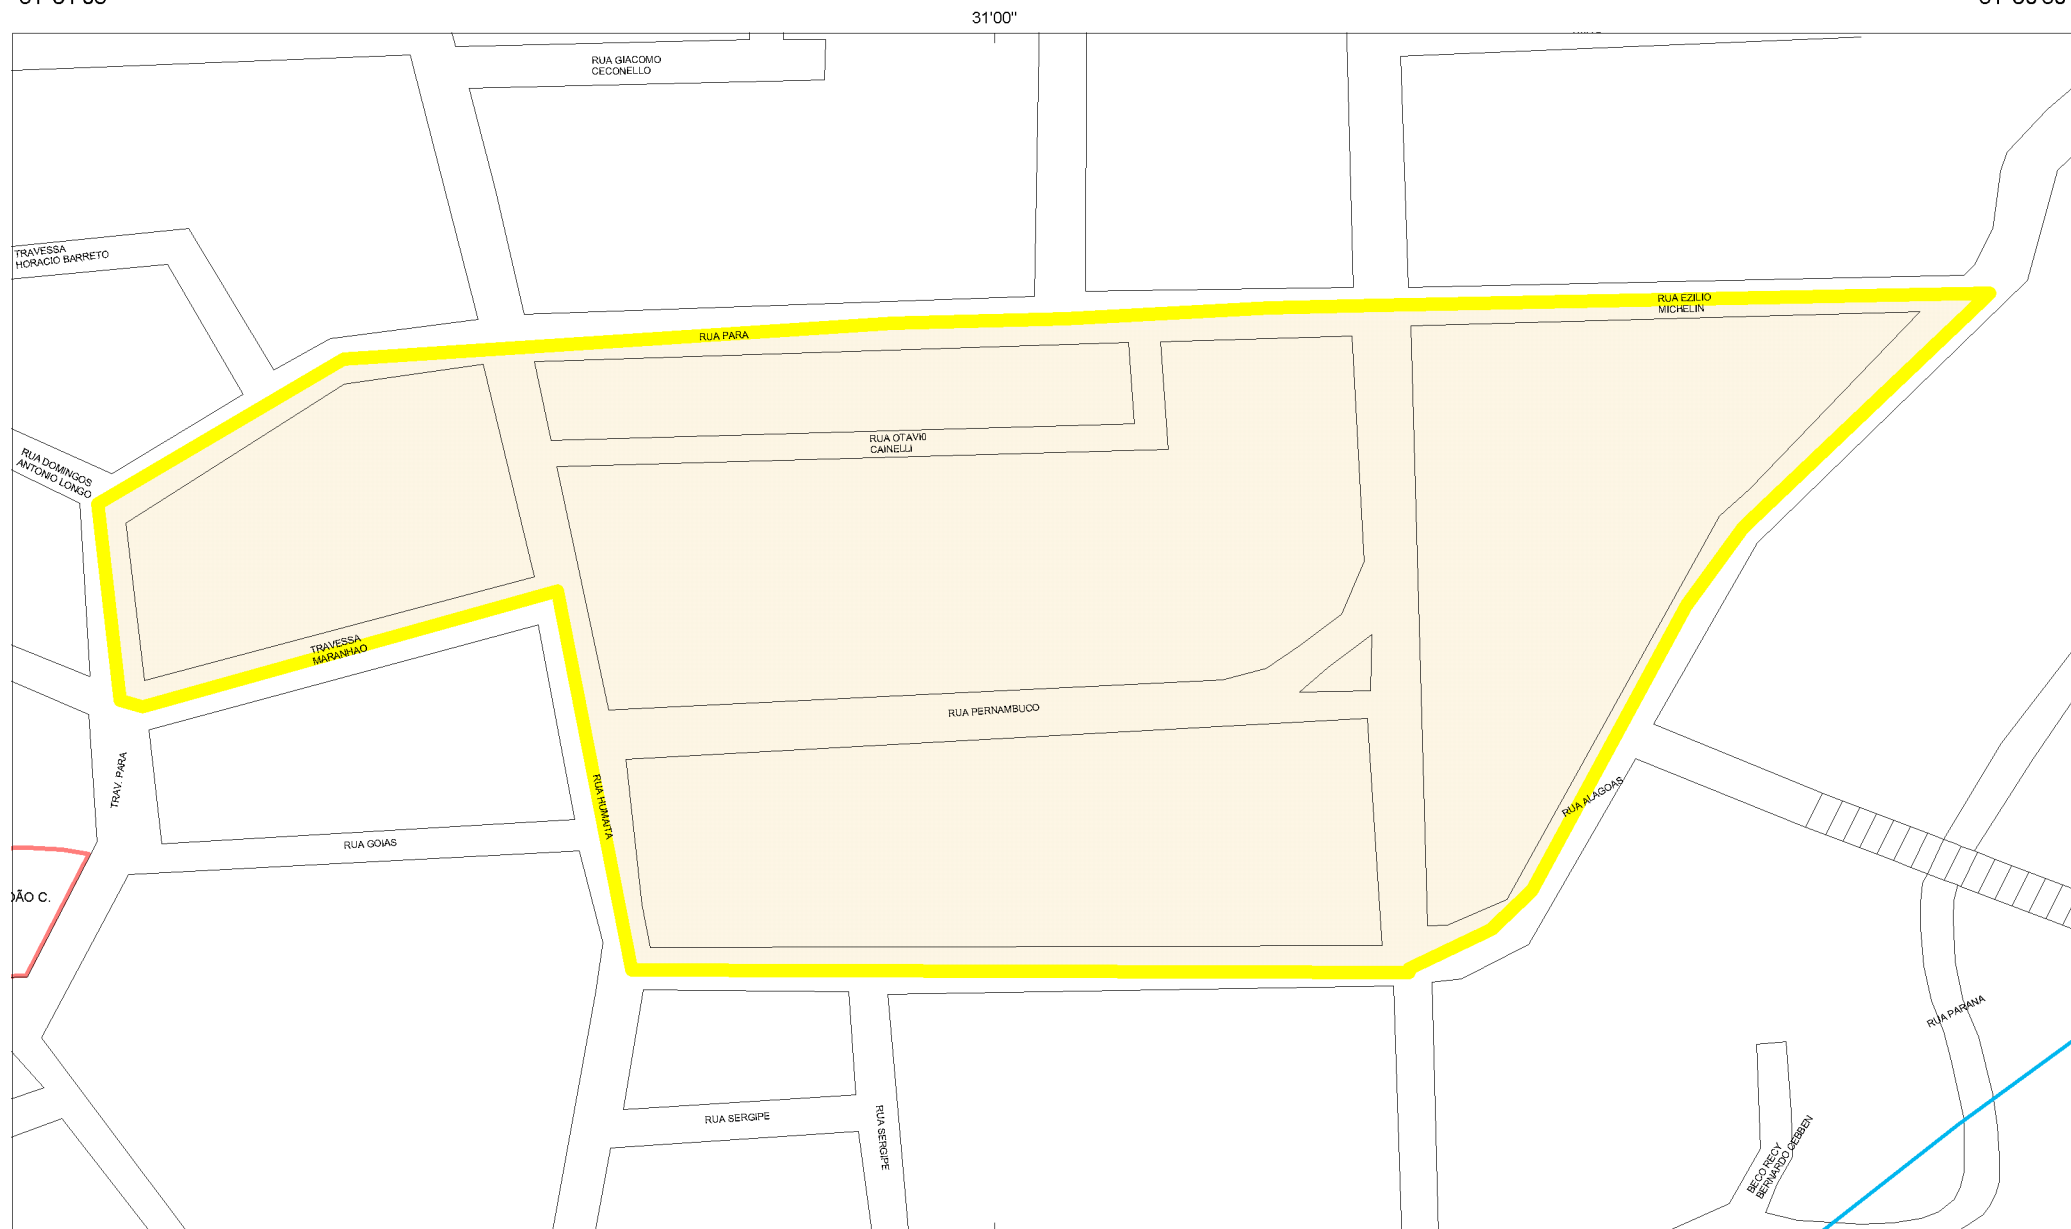 31'00"
RUA GIACOMO
CECONELLO
TRAVESSA
HORACIO BARRETO
RUA EZILIO
MICHELIN
RUA PARA
RUA OTAVIO
CAINELLI
RUA DOMINGOS
ANTONIO LONGO
TRAVESSA
MARANHAO
RUA PERNAMBUCO
TRAV. PARA
RUA HUMAITA
RUA ALAGOAS
RUA GOIAS
ÃO C.
RUA PARANA
RUA SERGIPE
RUA SERGIPE
BECO RECY
BERNARDO CEBBEN